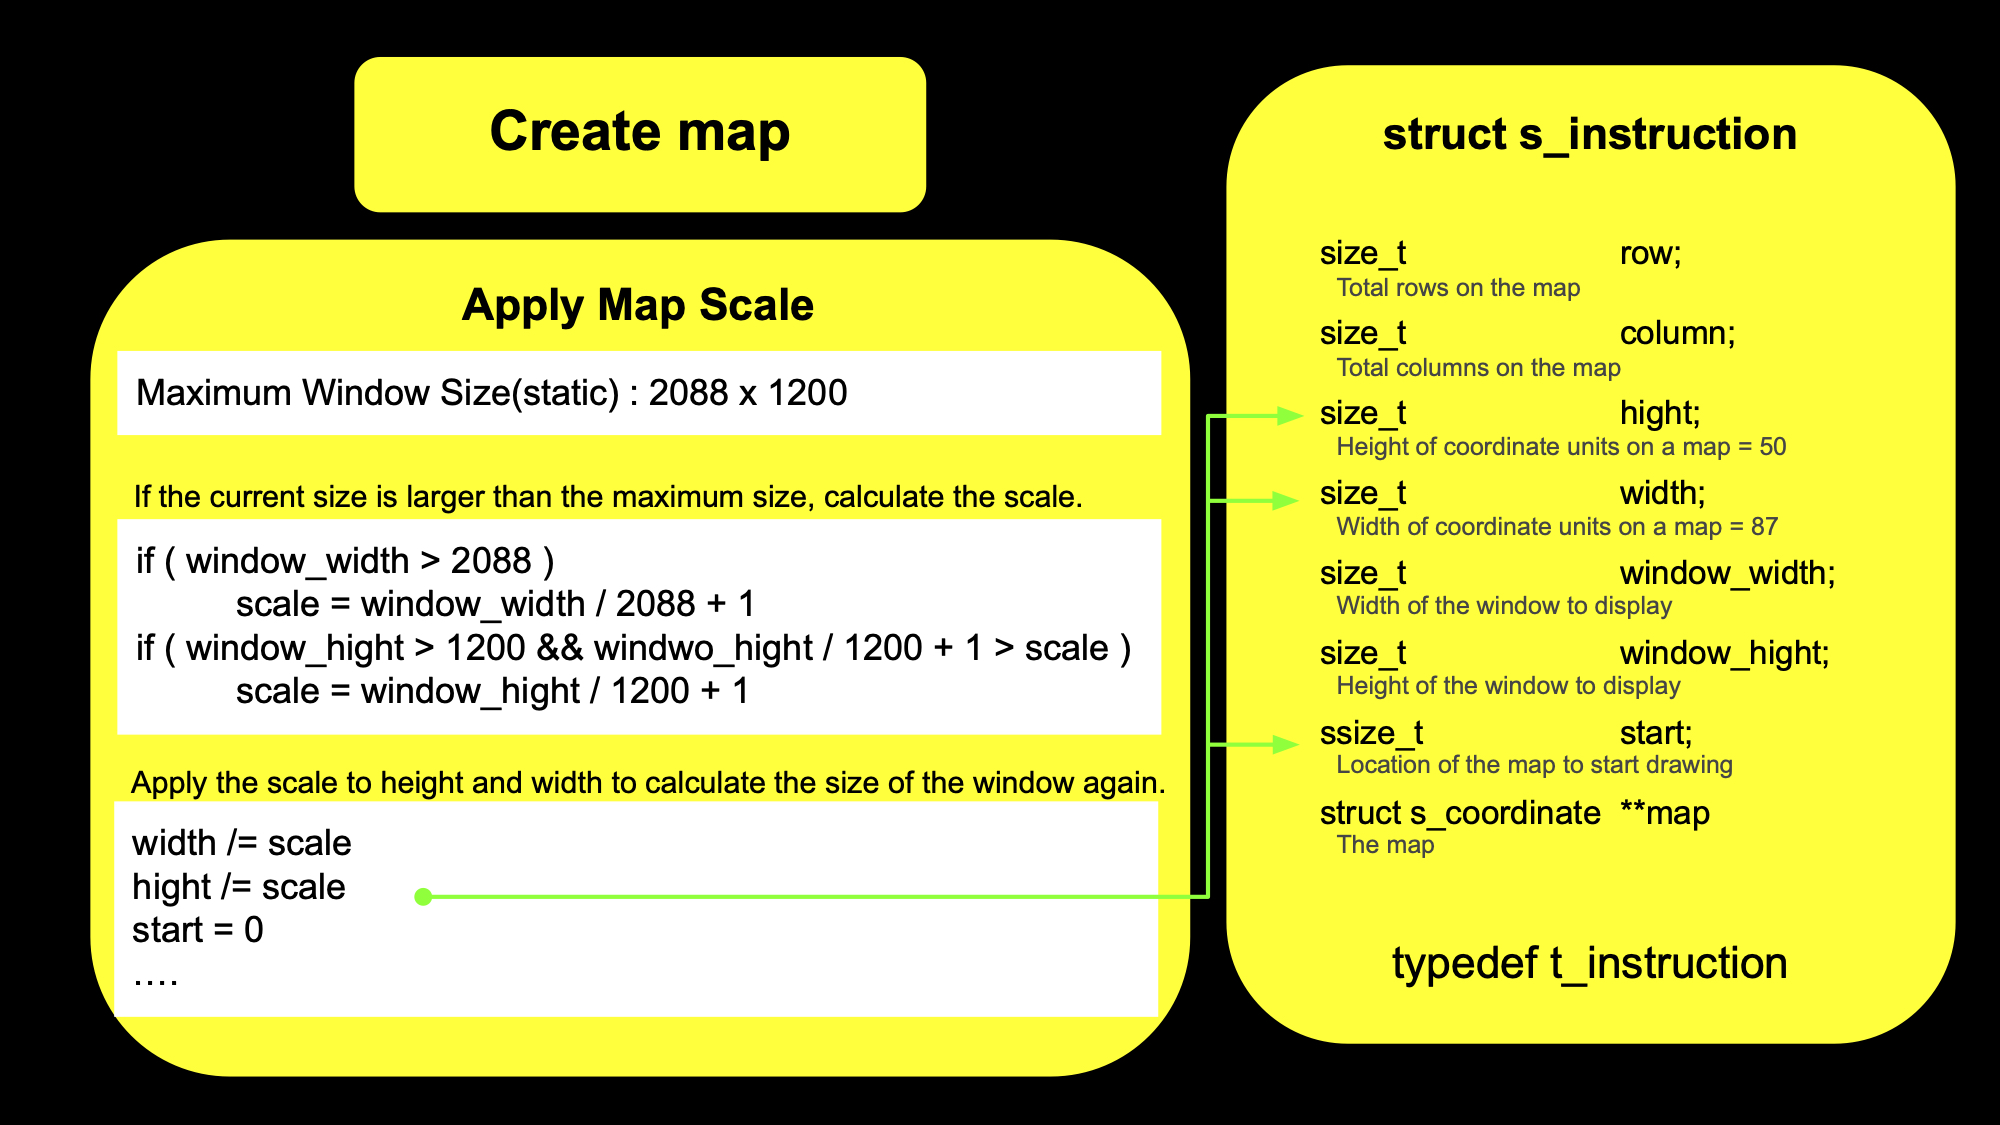 Create map
Apply Map Scale
Maximum Window Size(static) : 2088 x 1200
If the current size is larger than the maximum size, calculate the scale.
if ( window_width > 2088 )
scale = window_width / 2088 + 1
if ( window_hight > 1200 && windwo_hight / 1200 + 1 > scale )
scale = window_hight / 1200 + 1
Apply the scale to height and width to calculate the size of the window again.
width /= scale
hight /= scale
start = 0
....
struct s_instruction
size_t row;
Total rows on the map
size_t column;
Total columns on the map
size_t hight;
Height of coordinate units on a map = 50
size_t width;
Width of coordinate units on a map = 87
size_t window_width;
Width of the window to display
size_t window_hight;
Height of the window to display
ssize_t start;
Location of the map to start drawing
struct s_coordinate **map
The map
typedef t_instruction